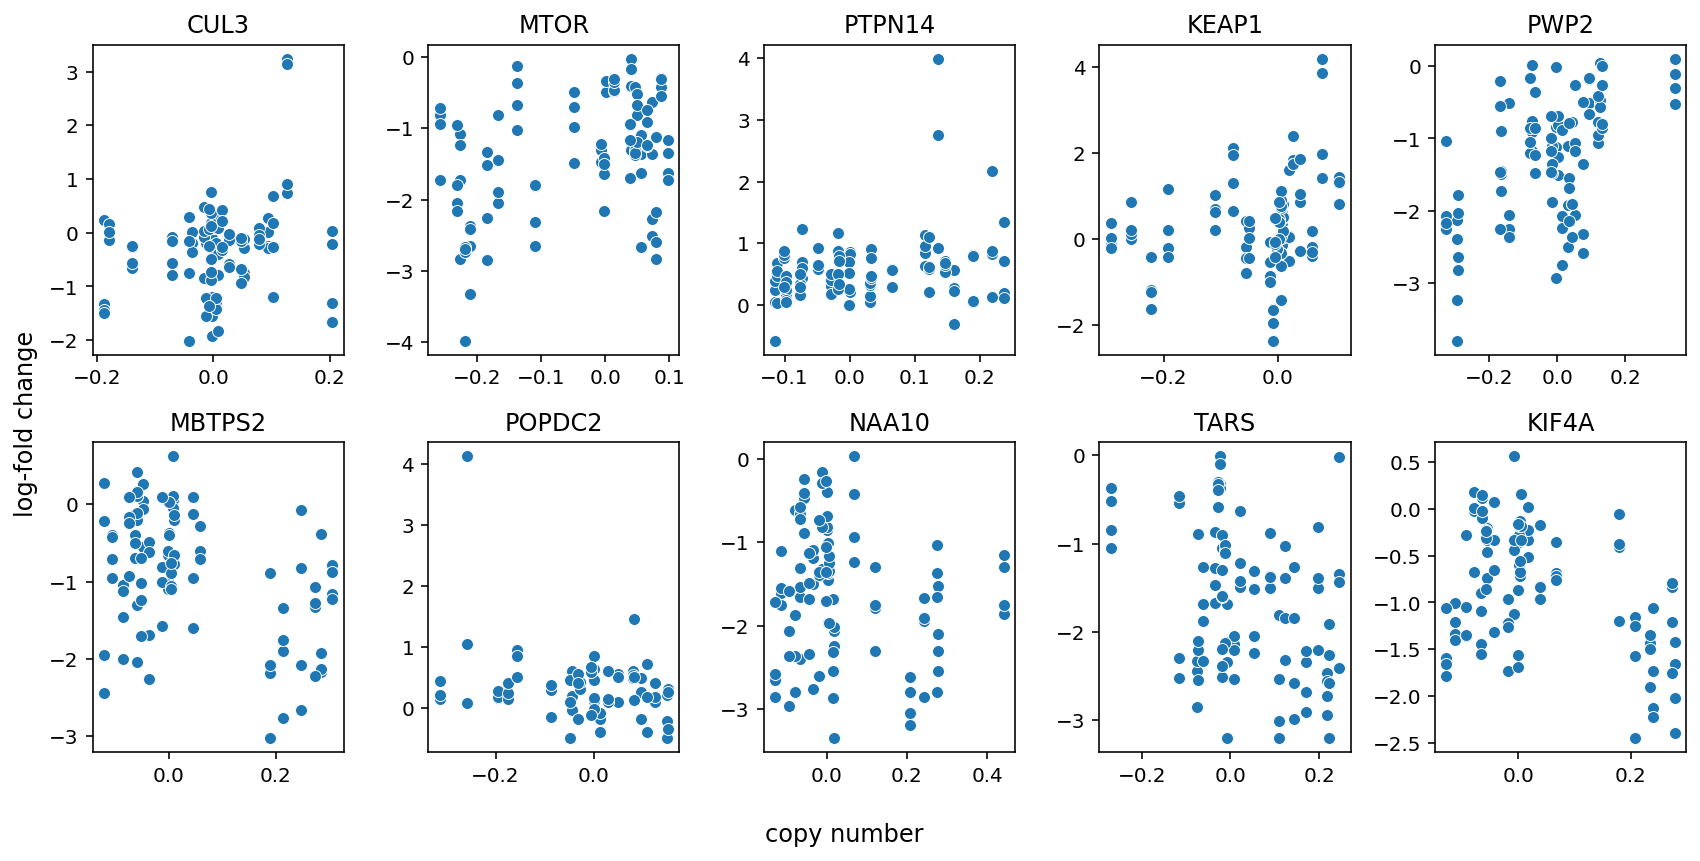 CUL3 MTOR PTPN14 KEAP1 PWP2
3 0 4 4 0
2 −1 3 2 −1
1 −2 2 0 −2
0 −3 1 −2 −3
−1 −4 0
−2
−0.2 0.0 0.2 −0.2 −0.1 0.0 0.1 −0.1 0.0 0.1 0.2 −0.2 0.0 −0.2 0.0 0.2
log-fold change
MBTPS2 POPDC2 NAA10 TARS KIF4A
0 4 0 0 0.5
−1 3 −1 −1 0.0
−2 2 −2 −2 −0.5
−3 1 −3 −3 −1.0
0 −1.5
−2.0
−2.5
0.0 0.2 −0.2 0.0 0.0 0.2 0.4 −0.2 0.0 0.2 0.0 0.2
copy number